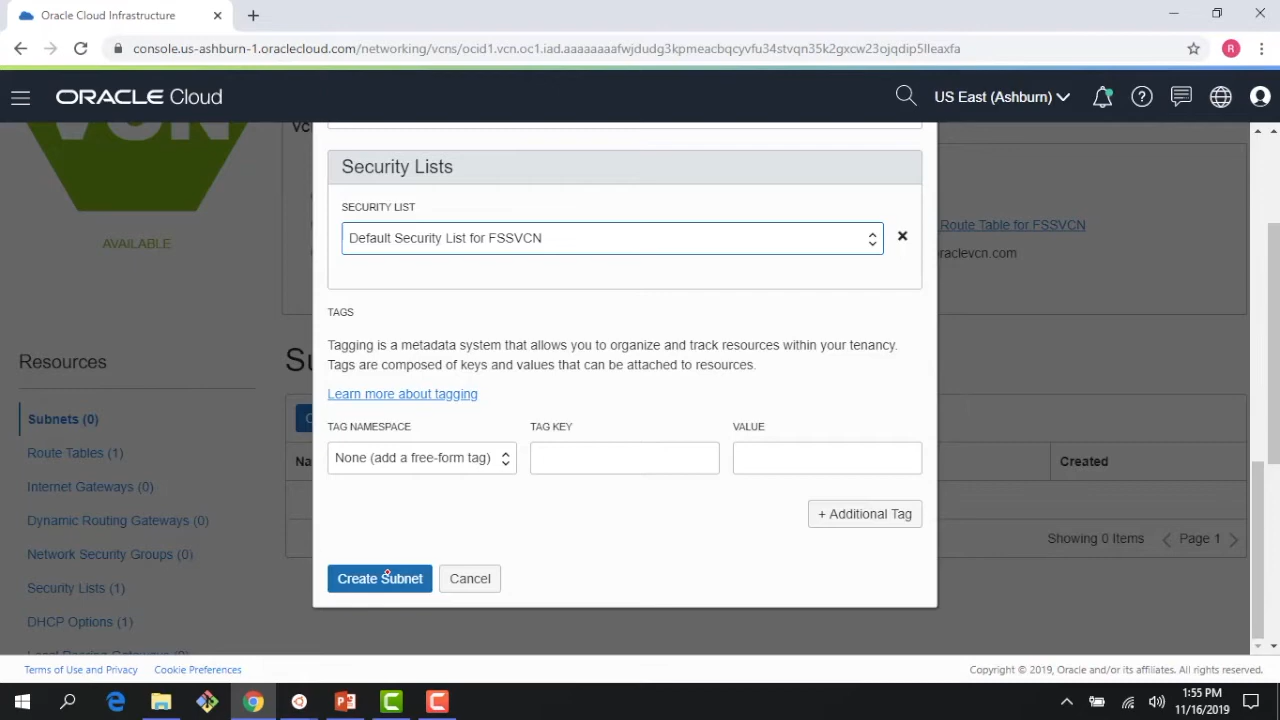 Oracle Cloud Infrastructure
console.us-ashburn-1.oraclecloud.com/networking/vcns/ocid1.vcn.oc1.iad.aaaaaaaafwjdudg3kpmeacbqcyvfu34stvqn35k2gxcw23ojqdip5lleaxfa
R
ORACLE Cloud
US East (Ashburn)
VCN
AVAILABLE
Security Lists
SECURITY LIST
Default Security List for FSSVCN
Route Table for FSSVCN
oraclevcn.com
TAGS
Tagging is a metadata system that allows you to organize and track resources within your tenancy.
Tags are composed of keys and values that can be attached to resources.
Learn more about tagging
TAG NAMESPACE
TAG KEY
VALUE
None (add a free-form tag)
+ Additional Tag
Create Subnet
Cancel
Resources
Subnets (0)
Route Tables (1)
Internet Gateways (0)
Dynamic Routing Gateways (0)
Network Security Groups (0)
Security Lists (1)
DHCP Options (1)
Created
Showing 0 Items
Page 1
Terms of Use and Privacy
Cookie Preferences
Copyright © 2019, Oracle and/or its affiliates. All rights reserved.
1:55 PM
11/16/2019